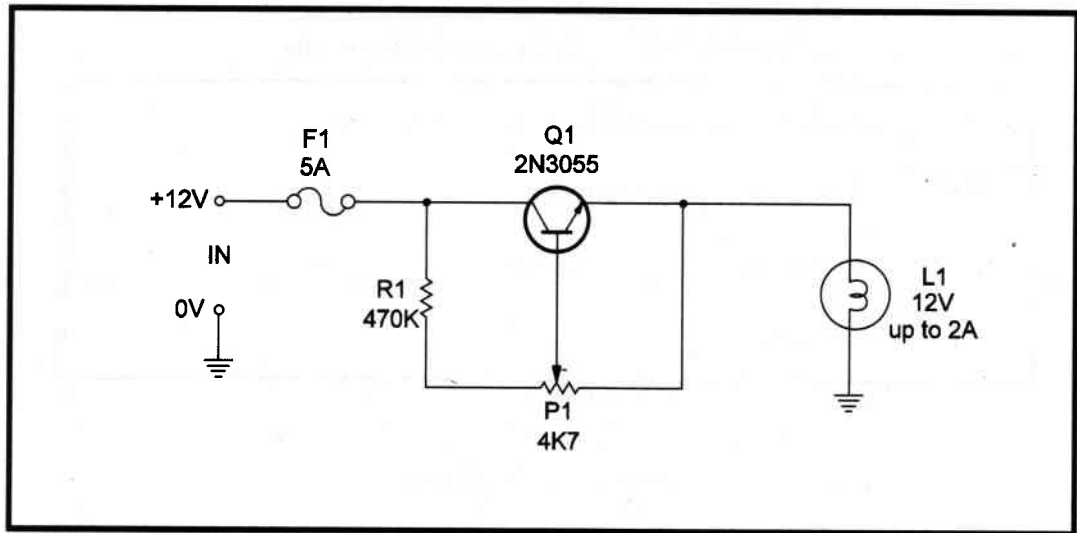 F1
5A
Q1
2N3055
+12V
IN
0V
R1
470K
L1
12V
up to 2A
P1
4K7